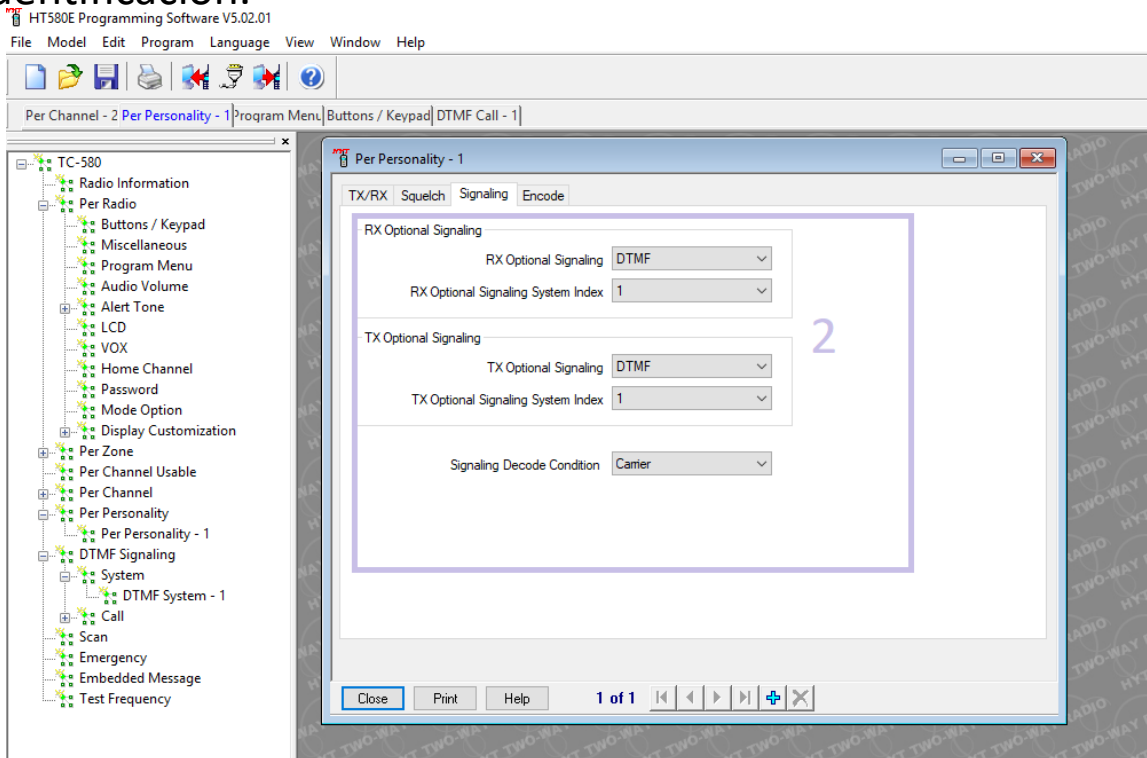 entificación.
HT580E Programming Software V5.02.01
File Model Edit Program Language View Window Help
Per Channel - 2 Per Personality - 1 Program Menu Buttons / Keypad DTMF Call - 1
TC-580
Radio Information
Per Radio
Buttons / Keypad
Miscellaneous
Program Menu
Audio Volume
Alert Tone
LCD
VOX
Home Channel
Password
Mode Option
Display Customization
Per Zone
Per Channel Usable
Per Channel
Per Personality
Per Personality - 1
DTMF Signaling
System
DTMF System - 1
Call
Scan
Emergency
Embedded Message
Test Frequency
Per Personality - 1
TX/RX Squelch Signaling Encode
RX Optional Signaling
RX Optional Signaling DTMF
RX Optional Signaling System Index 1
2
TX Optional Signaling
TX Optional Signaling DTMF
TX Optional Signaling System Index 1
Signaling Decode Condition Carrier
Close Print Help 1 of 1